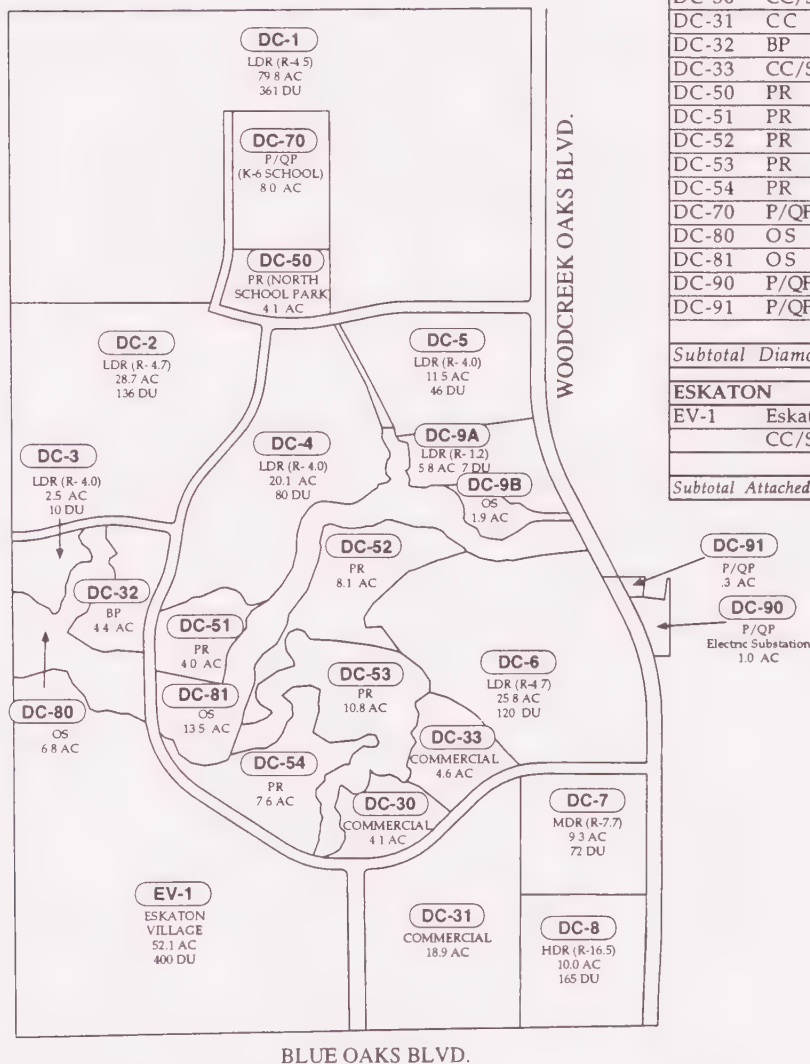 DC-1
LDR (R-4 5)
79 8 AC
361 DU
DC-70
P/QP
(K-6 SCHOOL)
8 0 AC
DC-50
PR (NORTH
SCHOOL PARK
4 1 AC
WOODCREEK OAKS BLVD.
DC-2
LDR (R- 4.7)
28.7 AC
136 DU
DC-5
LDR (R- 4.0)
11 5 AC
46 DU
DC-3
LDR (R- 4.0)
2.5 AC
10 DU
DC-4
LDR (R- 4.0)
20.1 AC
80 DU
DC-9A
LDR (R- 1.2)
5 8 AC 7 DU
DC-9B
OS
1.9 AC
DC-52
PR
8.1 AC
DC-32
BP
4 4 AC
DC-51
PR
4 0 AC
DC-91
P/QP
.3 AC
DC-90
P/QP
Electric Substation
1.0 AC
DC-6
LDR (R-4 7)
25 8 AC
120 DU
DC-53
PR
10.8 AC
DC-81
OS
13 5 AC
DC-80
OS
6 8 AC
DC-33
COMMERCIAL
4.6 AC
DC-54
PR
7 6 AC
DC-30
COMMERCIAL
4 1 AC
DC-7
MDR (R-7.7)
9 3 AC
72 DU
EV-1
ESKATON
VILLAGE
52.1 AC
400 DU
DC-31
COMMERCIAL
18.9 AC
DC-8
HDR (R-16.5)
10.0 AC
165 DU
BLUE OAKS BLVD.
DC-31 CC
DC-32 BP
DC-33 CC/S
DC-50 PR
DC-51 PR
DC-52 PR
DC-53 PR
DC-54 PR
DC-70 P/QP
DC-80 OS
DC-81 OS
DC-90 P/QP
DC-91 P/QP
Subtotal Diamo
ESKATON
EV-1 Eskat
CC/S
Subtotal Attached